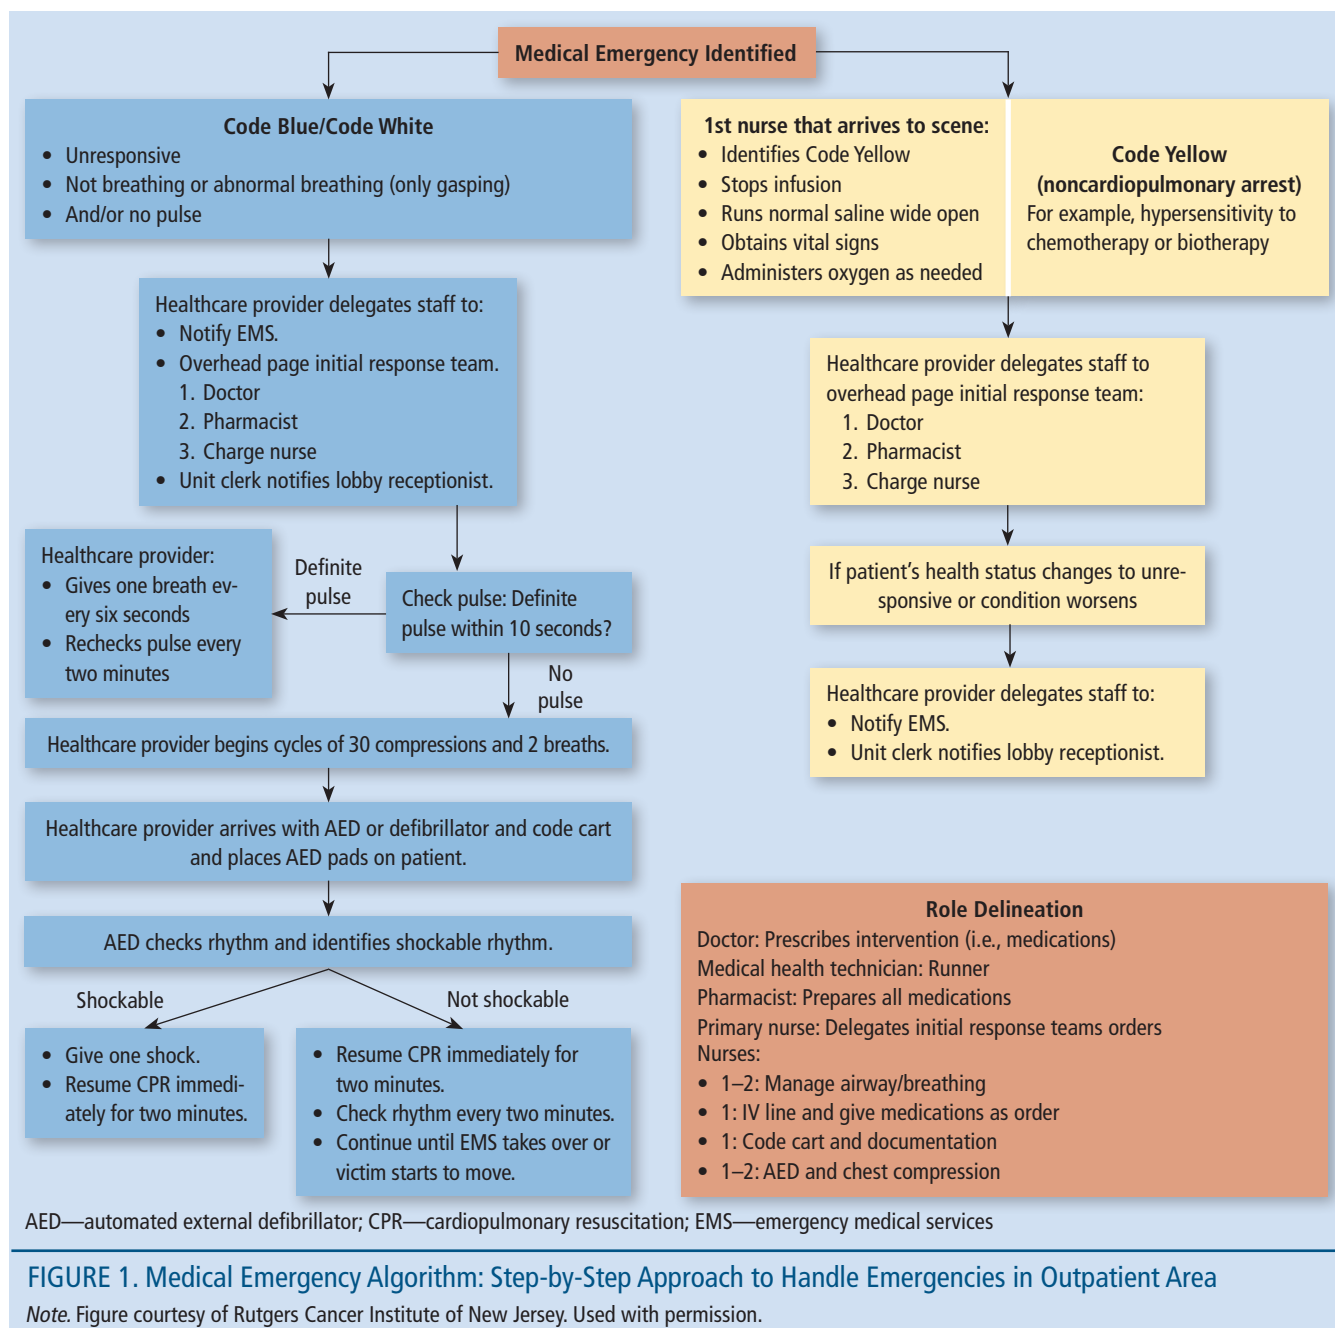 Medical Emergency Identified
Code Blue/Code White
• Unresponsive
• Not breathing or abnormal breathing (only gasping)
• And/or no pulse
Healthcare provider delegates staff to:
• Notify EMS.
• Overhead page initial response team.
1. Doctor
2. Pharmacist
3. Charge nurse
• Unit clerk notifies lobby receptionist.
Check pulse: Definite
pulse within 10 seconds?
Definite
pulse
Healthcare provider:
• Gives one breath ev-
ery six seconds
• Rechecks pulse every
two minutes
No
pulse
Healthcare provider begins cycles of 30 compressions and 2 breaths.
Healthcare provider arrives with AED or defibrillator and code cart
and places AED pads on patient.
AED checks rhythm and identifies shockable rhythm.
Shockable
• Give one shock.
• Resume CPR immedi-
ately for two minutes.
Not shockable
• Resume CPR immediately for
two minutes.
• Check rhythm every two minutes.
• Continue until EMS takes over or
victim starts to move.
1st nurse that arrives to scene:
• Identifies Code Yellow
• Stops infusion
• Runs normal saline wide open
• Obtains vital signs
• Administers oxygen as needed
Code Yellow
(noncardiopulmonary arrest)
For example, hypersensitivity to
chemotherapy or biotherapy
Healthcare provider delegates staff to
overhead page initial response team:
1. Doctor
2. Pharmacist
3. Charge nurse
If patient’s health status changes to unre-
sponsive or condition worsens
Healthcare provider delegates staff to:
• Notify EMS.
• Unit clerk notifies lobby receptionist.
Role Delineation
Doctor: Prescribes intervention (i.e., medications)
Medical health technician: Runner
Pharmacist: Prepares all medications
Primary nurse: Delegates initial response teams orders
Nurses:
• 1–2: Manage airway/breathing
• 1: IV line and give medications as order
• 1: Code cart and documentation
• 1–2: AED and chest compression
AED—automated external defibrillator; CPR—cardiopulmonary resuscitation; EMS—emergency medical services
FIGURE 1. Medical Emergency Algorithm: Step-by-Step Approach to Handle Emergencies in Outpatient Area
Note. Figure courtesy of Rutgers Cancer Institute of New Jersey. Used with permission.